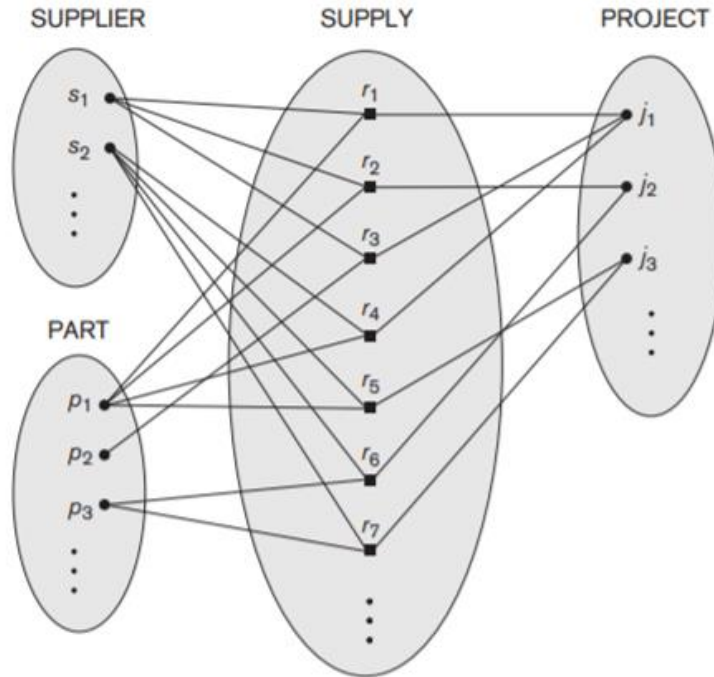 SUPPLIER
SUPPLY
PROJECT
s₁
s₂
PART
p₁
p₂
p₃
r₁
r₂
r₃
r₄
r₅
r₆
r₇
j₁
j₂
j₃